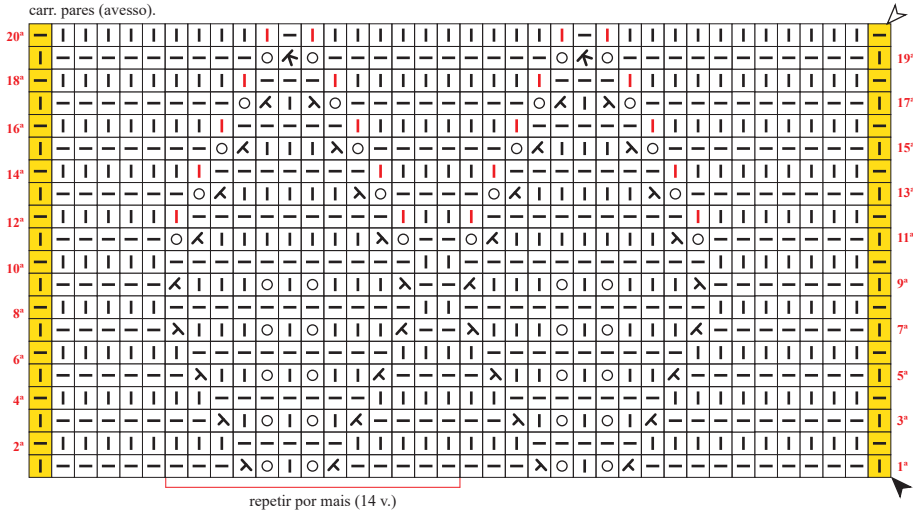 carr. pares (avesso).
20ª
19ª
18ª
17ª
16ª
15ª
14ª
13ª
12ª
11ª
10ª
9ª
8ª
7ª
6ª
5ª
4ª
3ª
2ª
1ª
repetir por mais (14 v.)